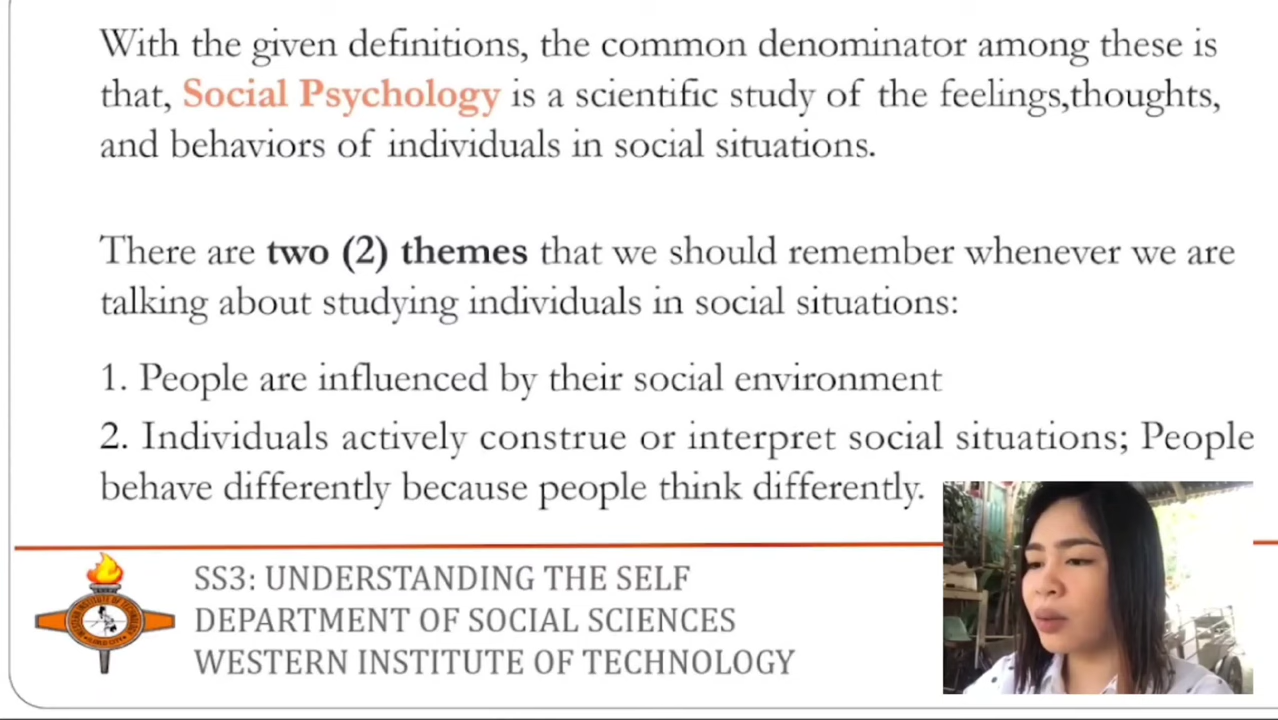 With the given definitions, the common denominator among these is
that, Social Psychology is a scientific study of the feelings,thoughts,
and behaviors of individuals in social situations.
There are two (2) themes that we should remember whenever we are
talking about studying individuals in social situations:
1. People are influenced by their social environment
2. Individuals actively construe or interpret social situations; People
behave differently because people think differently.
SS3: UNDERSTANDING THE SELF
DEPARTMENT OF SOCIAL SCIENCES
WESTERN INSTITUTE OF TECHNOLOGY